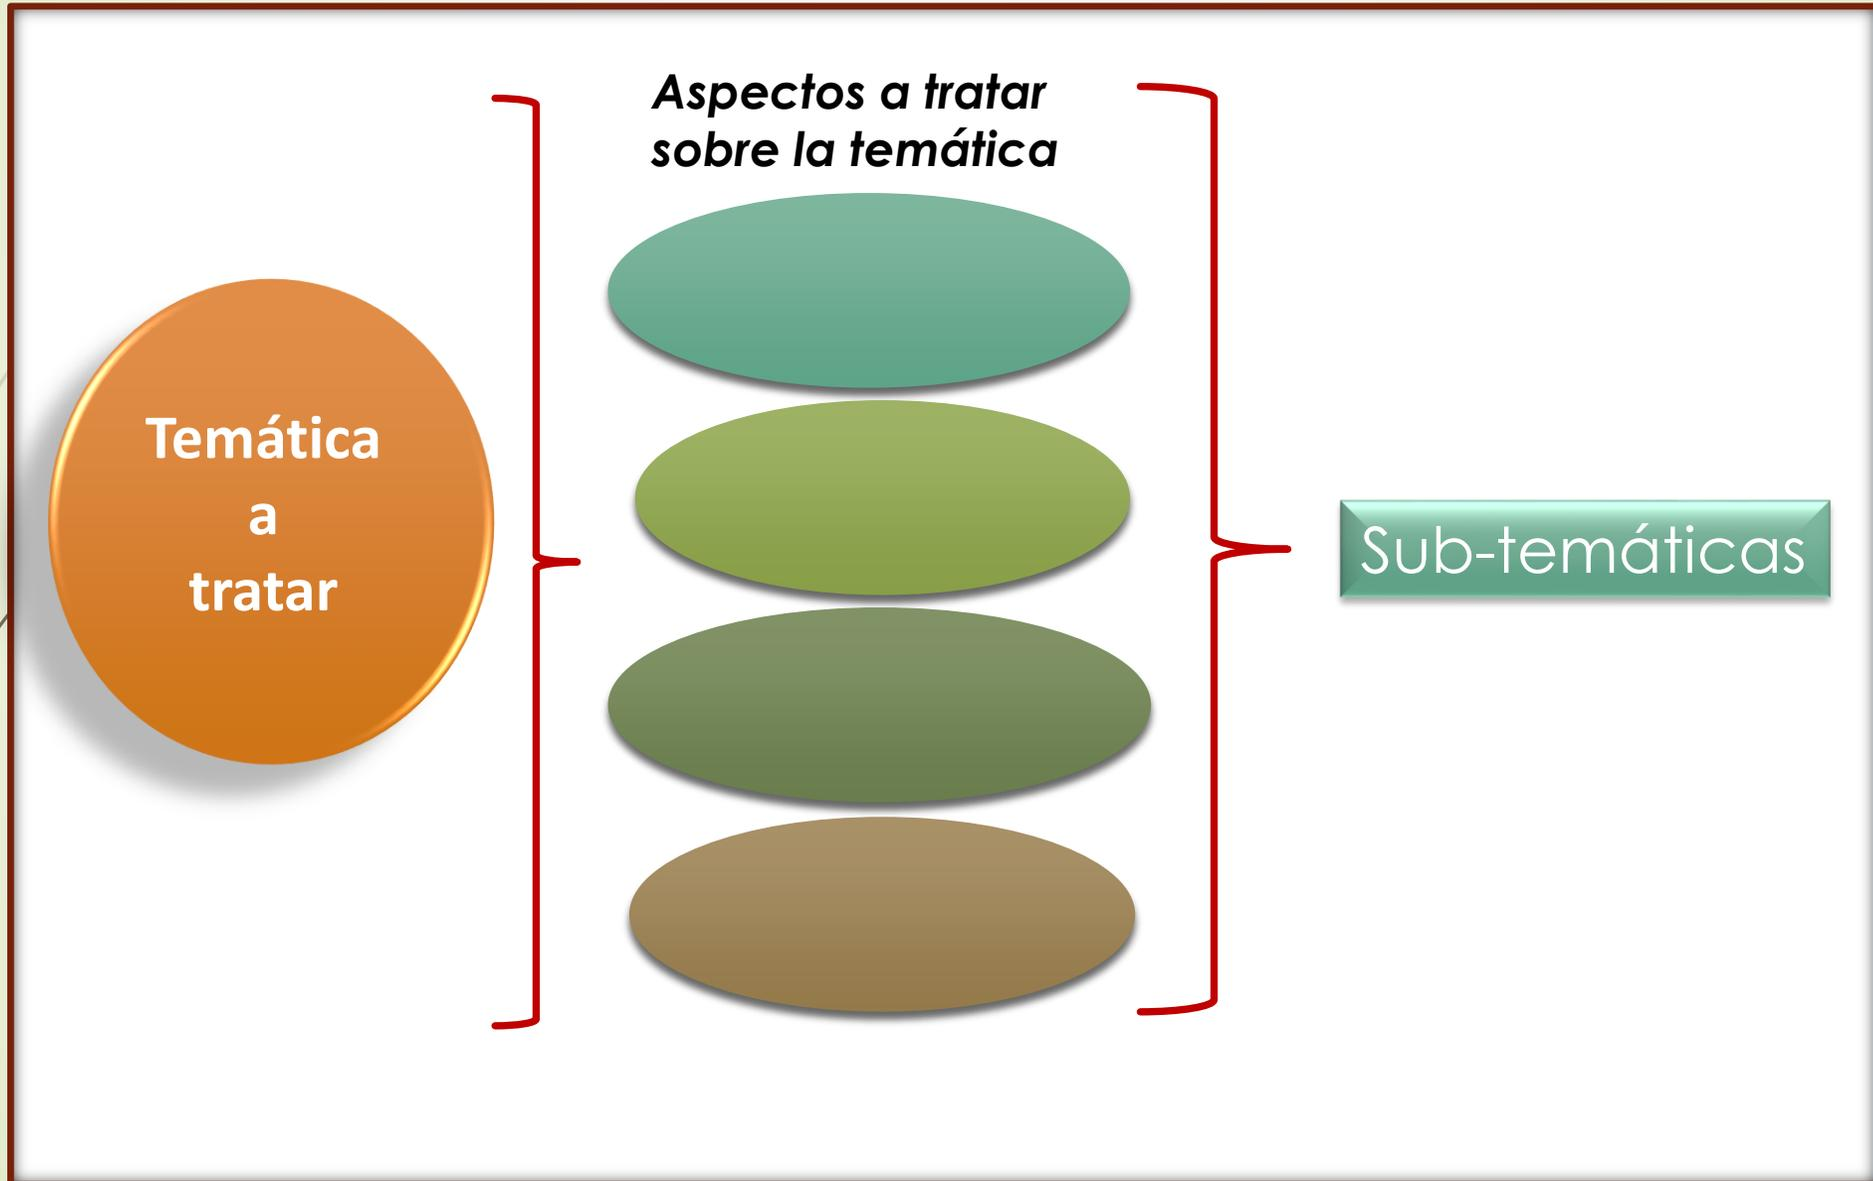 Aspectos a tratar
sobre la temática
Temática
a
tratar
Sub-temáticas